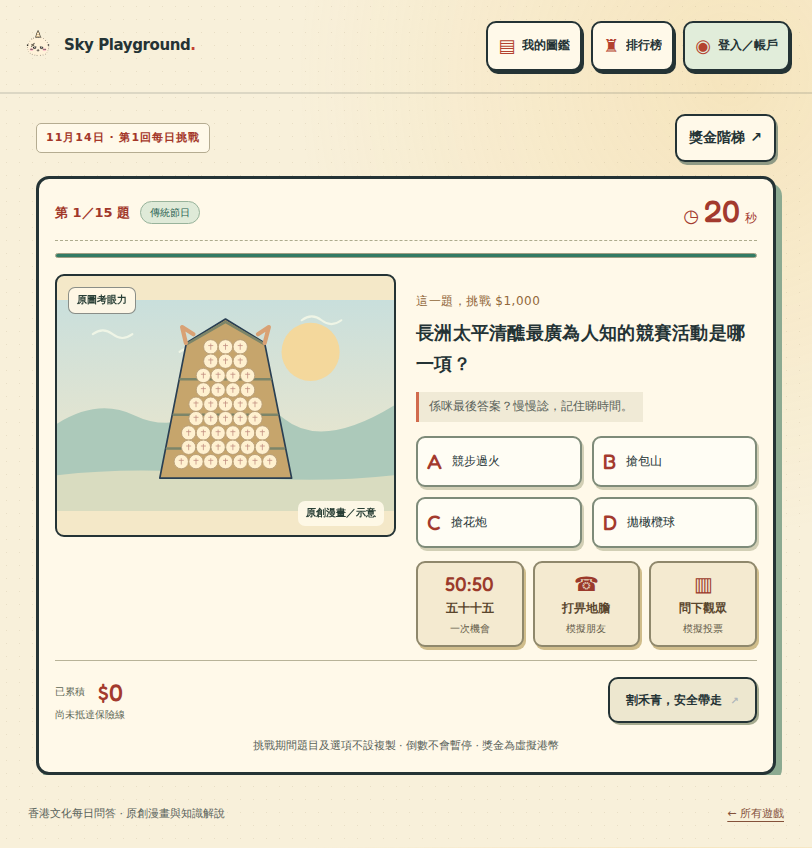 Sky Playground.
我的圖鑑
排行榜
登入／帳戶
11月14日 · 第1回每日挑戰
獎金階梯 ↗
第 1／15 題
傳統節日
20 秒
原圖考眼力
原創漫畫／示意
這一題，挑戰 $1,000
長洲太平清醮最廣為人知的競賽活動是哪
一項？
係咪最後答案？慢慢諗，記住睇時間。
A 競步過火
B 搶包山
C 搶花炮
D 拋橄欖球
50:50
五十十五
一次機會
打畀地膽
模擬朋友
問下觀眾
模擬投票
已累積 $0
尚未抵達保險線
割禾青，安全帶走 ↗
挑戰期間題目及選項不設複製 · 倒數不會暫停 · 獎金為虛擬港幣
香港文化每日問答 · 原創漫畫與知識解說
← 所有遊戲